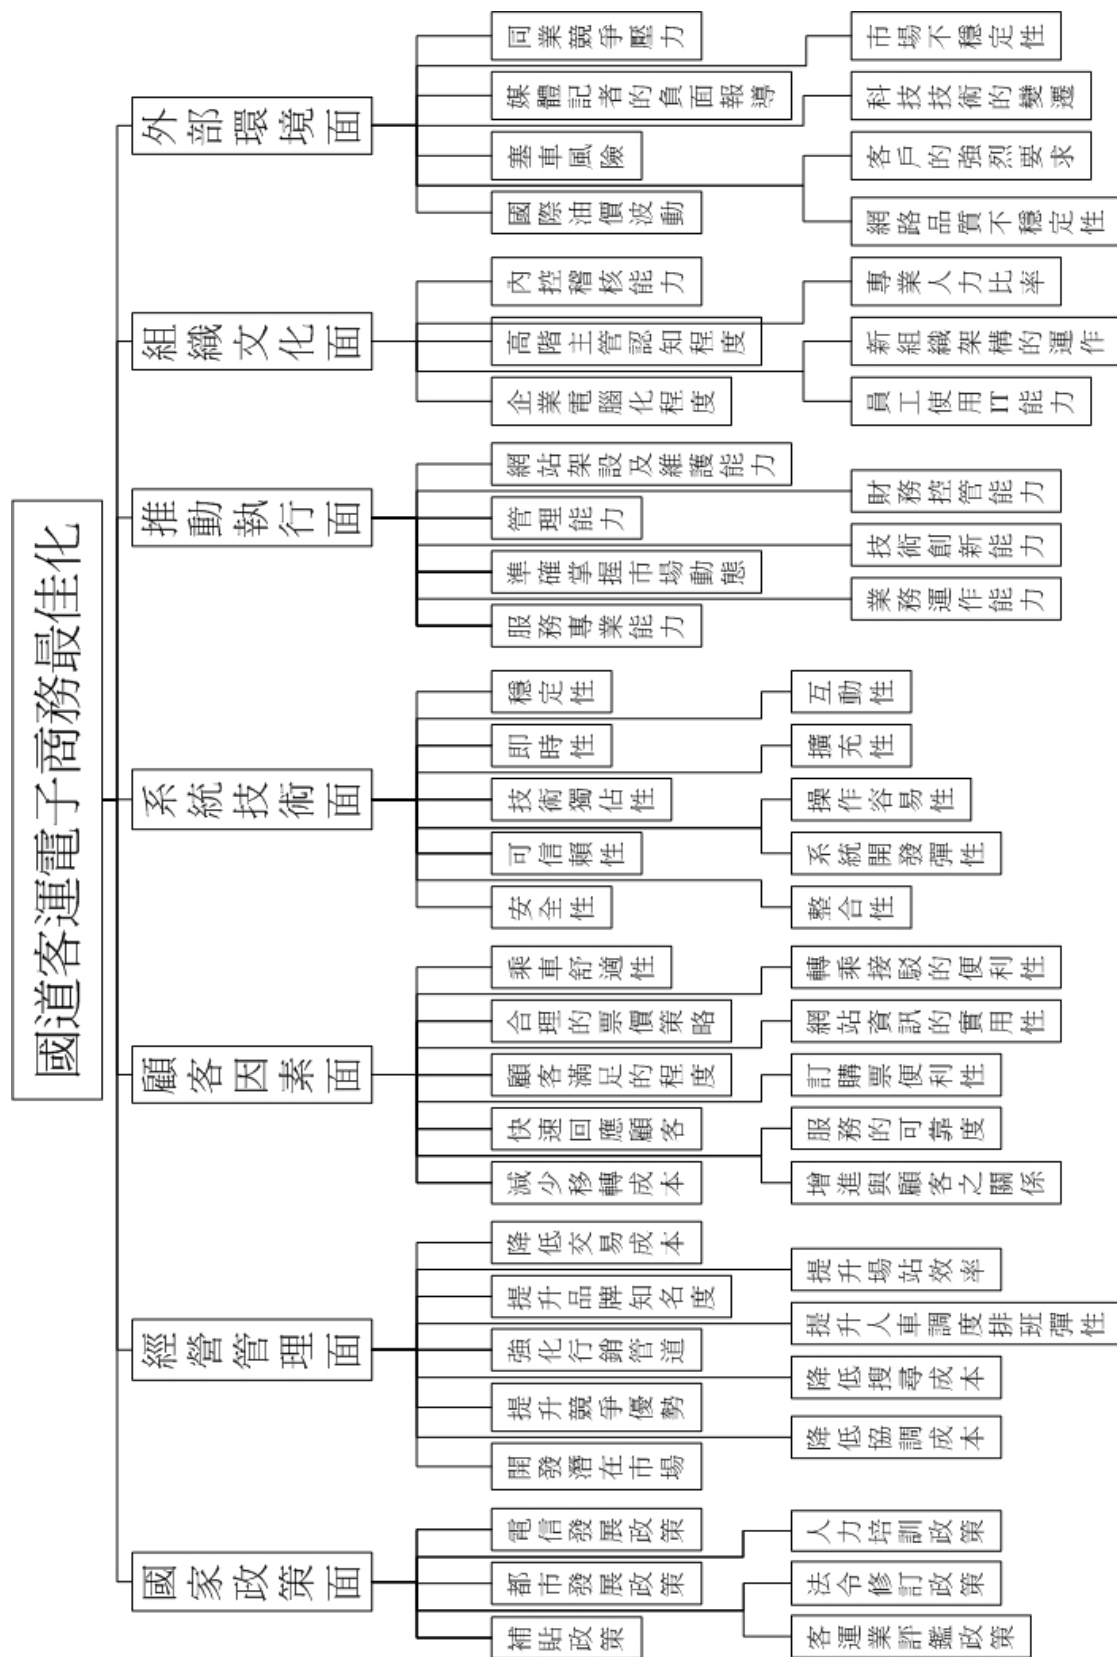 國道客運電子商務最佳化
國家政策面
補貼政策
都市發展政策
電信發展政策
客運業評鑑政策
法令修訂政策
人力培訓政策
經營管理面
開發潛在市場
提升競爭優勢
強化行銷管道
提升品牌知名度
降低交易成本
降低協調成本
降低搜尋成本
提升人車調度排班彈性
提升場站效率
顧客因素面
減少移轉成本
快速回應顧客
顧客滿足的程度
合理的票價策略
乘車舒適性
增進與顧客之關係
服務的可靠度
訂購票便利性
網站資訊的實用性
轉乘接駁的便利性
系統技術面
安全性
可信賴性
技術獨佔性
即時性
穩定性
整合性
系統開發彈性
操作容易性
擴充性
互動性
推動執行面
服務專業能力
準確掌握市場動態
管理能力
網站架設及維護能力
業務運作能力
技術創新能力
財務控管能力
組織文化面
企業電腦化程度
高階主管認知程度
內控稽核能力
員工使用IT能力
新組織架構的運作
專業人力比率
外部環境面
國際油價波動
塞車風險
媒體記者的負面報導
同業競爭壓力
網路品質不穩定性
客戶的強烈要求
科技技術的變遷
市場不穩定性